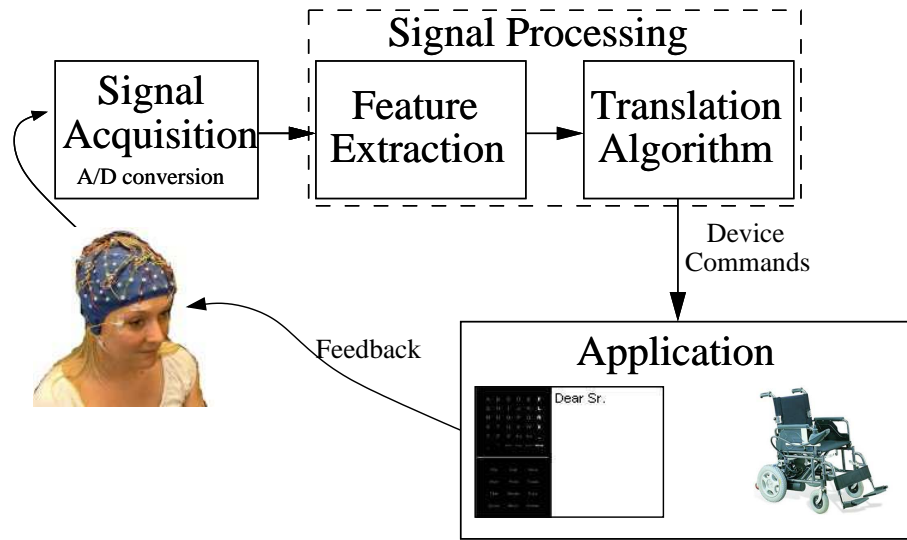 Signal Processing
Signal
Acquisition
A/D conversion
Feature
Extraction
Translation
Algorithm
Device
Commands
Feedback
Application
Dear Sr.